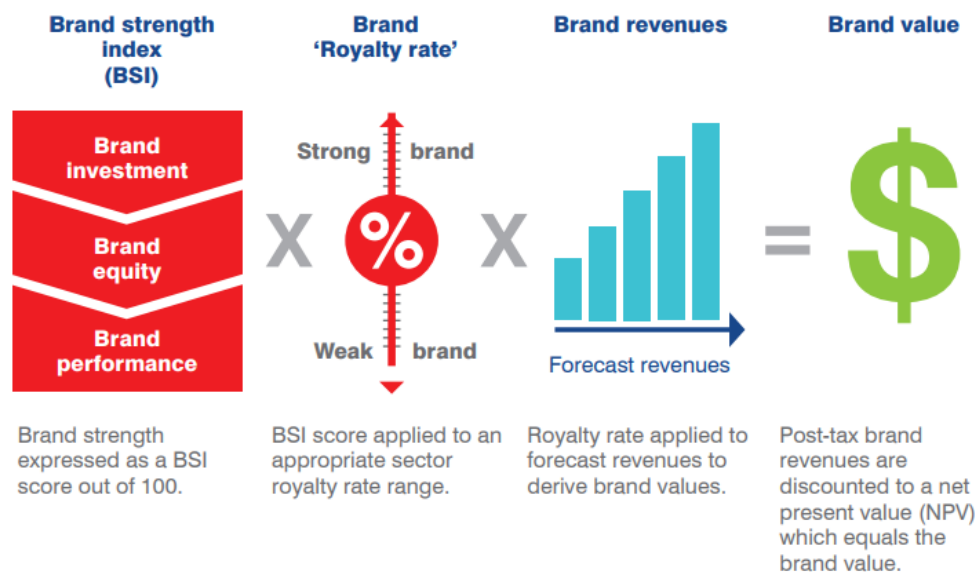 Brand strength
index
(BSI)
Brand
investment
Brand
equity
Brand
performance
Brand strength
expressed as a BSI
score out of 100.
X
Brand
‘Royalty rate’
Strong brand
%
Weak brand
BSI score applied to an
appropriate sector
royalty rate range.
X
Brand revenues
Forecast revenues
Royalty rate applied to
forecast revenues to
derive brand values.
=
Brand value
$
Post-tax brand
revenues are
discounted to a net
present value (NPV)
which equals the
brand value.